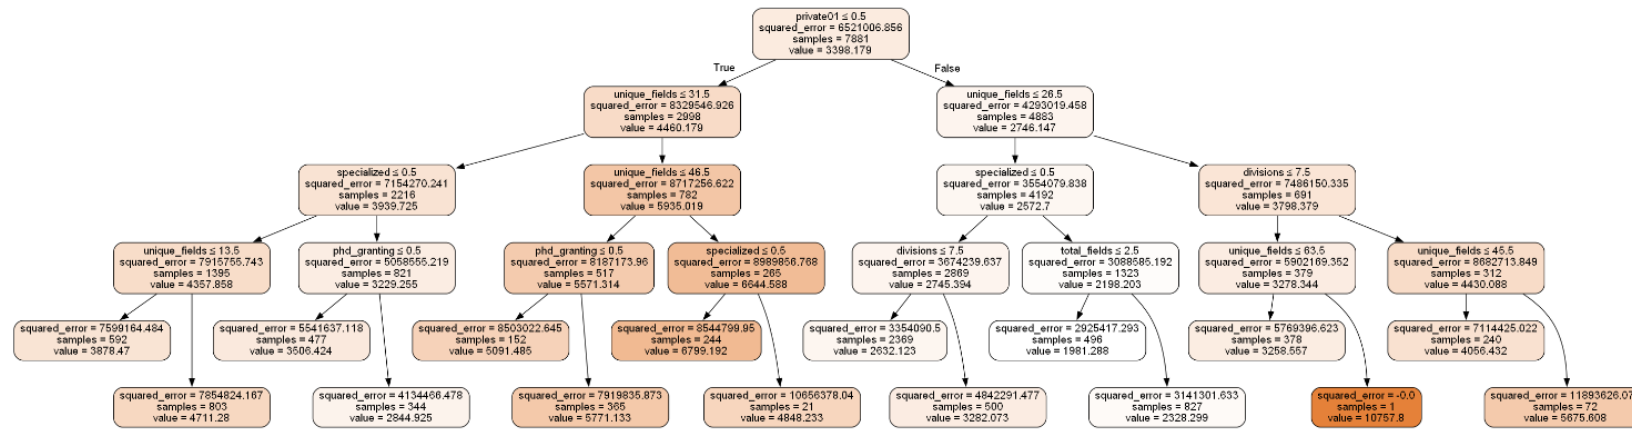 private01 ≤ 0.5
squared_error = 6521006.856
samples = 7881
value = 3398.179
True
False
unique_fields ≤ 31.5
squared_error = 8329546.926
samples = 2998
value = 4460.179
unique_fields ≤ 26.5
squared_error = 4293019.458
samples = 4883
value = 2746.147
specialized ≤ 0.5
squared_error = 7154270.241
samples = 2216
value = 3939.725
unique_fields ≤ 46.5
squared_error = 8717256.622
samples = 782
value = 5935.019
specialized ≤ 0.5
squared_error = 3554079.838
samples = 4192
value = 2572.7
divisions ≤ 7.5
squared_error = 7486150.335
samples = 691
value = 3798.379
unique_fields ≤ 13.5
squared_error = 7915755.743
samples = 1395
value = 4357.858
phd_granting ≤ 0.5
squared_error = 5058555.219
samples = 821
value = 3229.255
phd_granting ≤ 0.5
squared_error = 8187173.96
samples = 517
value = 5571.314
specialized ≤ 0.5
squared_error = 8989856.768
samples = 265
value = 6644.588
divisions ≤ 7.5
squared_error = 3674239.637
samples = 2869
value = 2745.394
total_fields ≤ 2.5
squared_error = 3088585.192
samples = 1323
value = 2198.203
unique_fields ≤ 63.5
squared_error = 5902169.352
samples = 379
value = 3278.344
unique_fields ≤ 45.5
squared_error = 8682713.849
samples = 312
value = 4430.088
squared_error = 7599164.484
samples = 592
value = 3878.47
squared_error = 5541637.118
samples = 477
value = 3506.424
squared_error = 8503022.645
samples = 152
value = 5091.485
squared_error = 8544799.95
samples = 244
value = 6799.192
squared_error = 3354090.5
samples = 2369
value = 2632.123
squared_error = 2925417.293
samples = 496
value = 1981.288
squared_error = 5769396.623
samples = 378
value = 3258.557
squared_error = 7114425.022
samples = 240
value = 4056.432
squared_error = 7854824.167
samples = 803
value = 4711.28
squared_error = 4134466.478
samples = 344
value = 2844.925
squared_error = 7919835.873
samples = 365
value = 5771.133
squared_error = 10656378.04
samples = 21
value = 4848.233
squared_error = 4842291.477
samples = 500
value = 3282.073
squared_error = 3141301.633
samples = 827
value = 2328.299
squared_error = -0.0
samples = 1
value = 10757.8
squared_error = 11893626.07
samples = 72
value = 5675.608